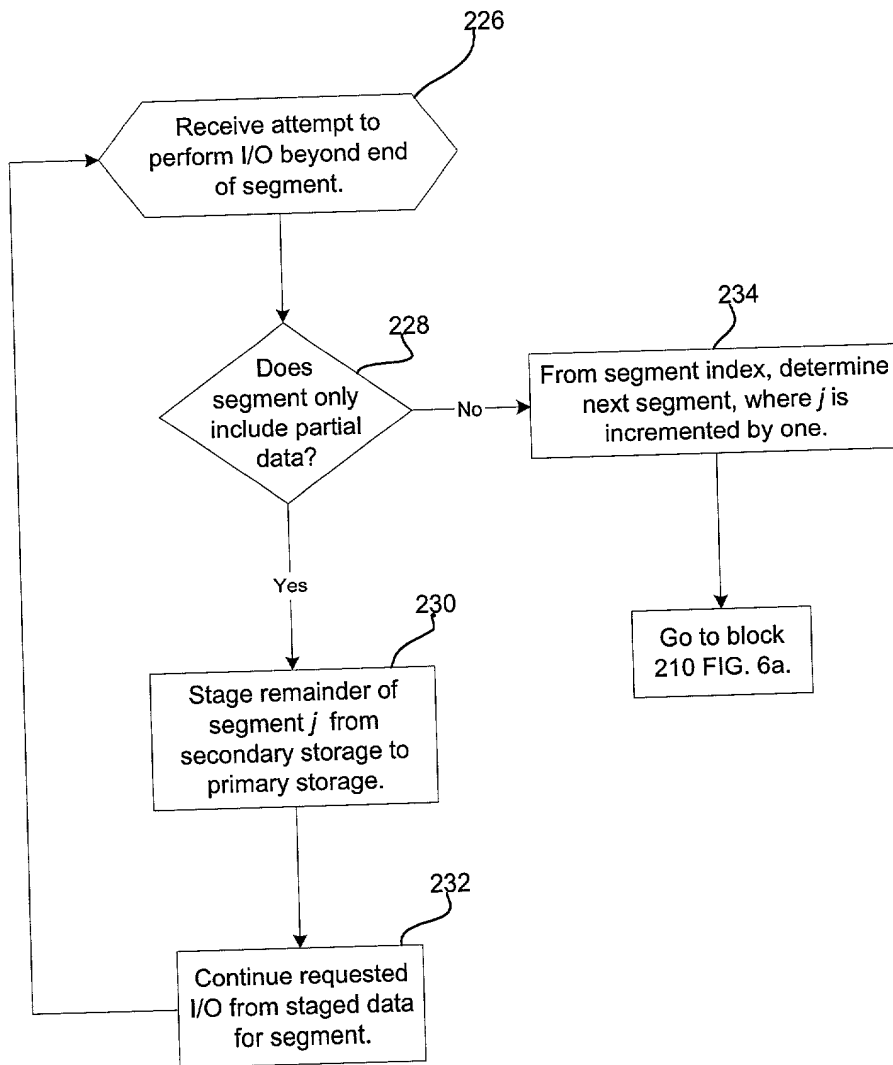 226
Receive attempt to
perform I/O beyond end
of segment.
228
Does
segment only
include partial
data?
No
234
From segment index, determine
next segment, where j is
incremented by one.
Yes
230
Go to block
210 FIG. 6a.
Stage remainder of
segment j from
secondary storage to
primary storage.
232
Continue requested
I/O from staged data
for segment.